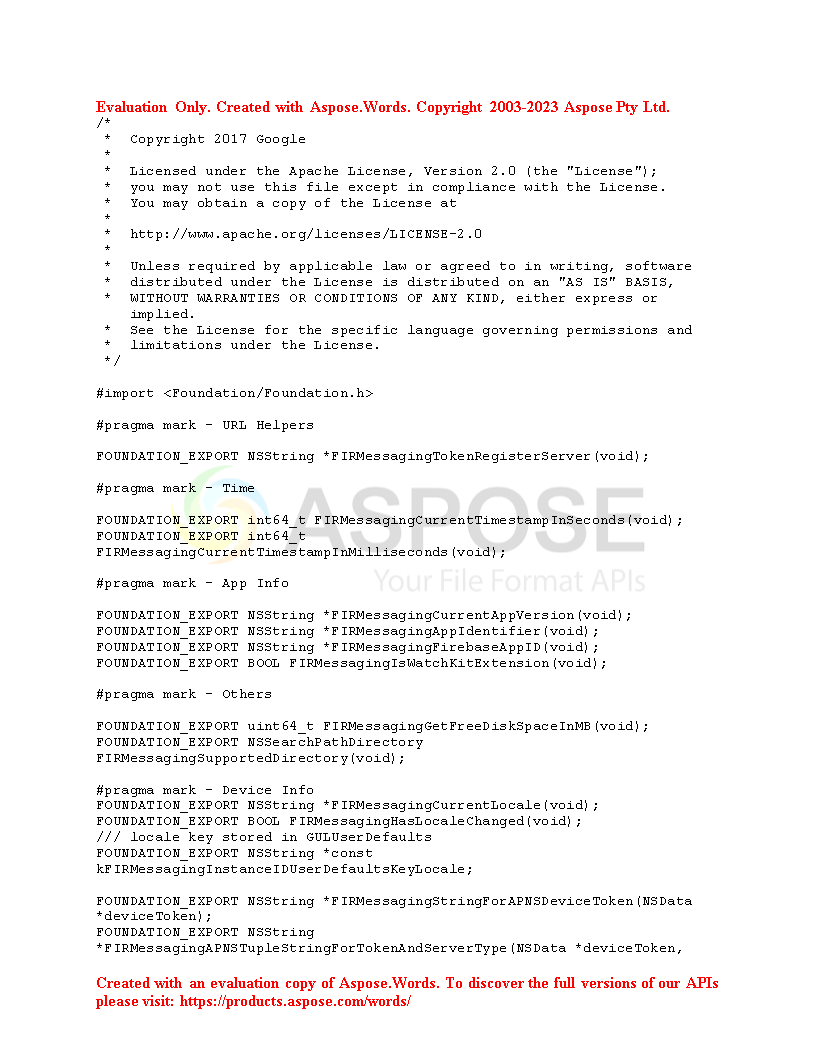 Evaluation Only. Created with Aspose.Words. Copyright 2003-2023 Aspose Pty Ltd.
/*
 *  Copyright 2017 Google
 *
 *  Licensed under the Apache License, Version 2.0 (the "License");
 *  you may not use this file except in compliance with the License.
 *  You may obtain a copy of the License at
 *
 *  http://www.apache.org/licenses/LICENSE-2.0
 *
 *  Unless required by applicable law or agreed to in writing, software
 *  distributed under the License is distributed on an "AS IS" BASIS,
 *  WITHOUT WARRANTIES OR CONDITIONS OF ANY KIND, either express or
    implied.
 *  See the License for the specific language governing permissions and
 *  limitations under the License.
 */

#import <Foundation/Foundation.h>

#pragma mark - URL Helpers

FOUNDATION_EXPORT NSString *FIRMessagingTokenRegisterServer(void);

#pragma mark - Time

FOUNDATION_EXPORT int64_t FIRMessagingCurrentTimestampInSeconds(void);
FOUNDATION_EXPORT int64_t
FIRMessagingCurrentTimestampInMilliseconds(void);
ASPOSE
Your File Format APIs

#pragma mark - App Info

FOUNDATION_EXPORT NSString *FIRMessagingCurrentAppVersion(void);
FOUNDATION_EXPORT NSString *FIRMessagingAppIdentifier(void);
FOUNDATION_EXPORT NSString *FIRMessagingFirebaseAppID(void);
FOUNDATION_EXPORT BOOL FIRMessagingIsWatchKitExtension(void);

#pragma mark - Others

FOUNDATION_EXPORT uint64_t FIRMessagingGetFreeDiskSpaceInMB(void);
FOUNDATION_EXPORT NSSearchPathDirectory
FIRMessagingSupportedDirectory(void);

#pragma mark - Device Info
FOUNDATION_EXPORT NSString *FIRMessagingCurrentLocale(void);
FOUNDATION_EXPORT BOOL FIRMessagingHasLocaleChanged(void);
/// locale key stored in GULUserDefaults
FOUNDATION_EXPORT NSString *const
kFIRMessagingInstanceIDUserDefaultsKeyLocale;

FOUNDATION_EXPORT NSString *FIRMessagingStringForAPNSDeviceToken(NSData
*deviceToken);
FOUNDATION_EXPORT NSString
*FIRMessagingAPNSTupleStringForTokenAndServerType(NSData *deviceToken,

Created with an evaluation copy of Aspose.Words. To discover the full versions of our APIs
please visit: https://products.aspose.com/words/